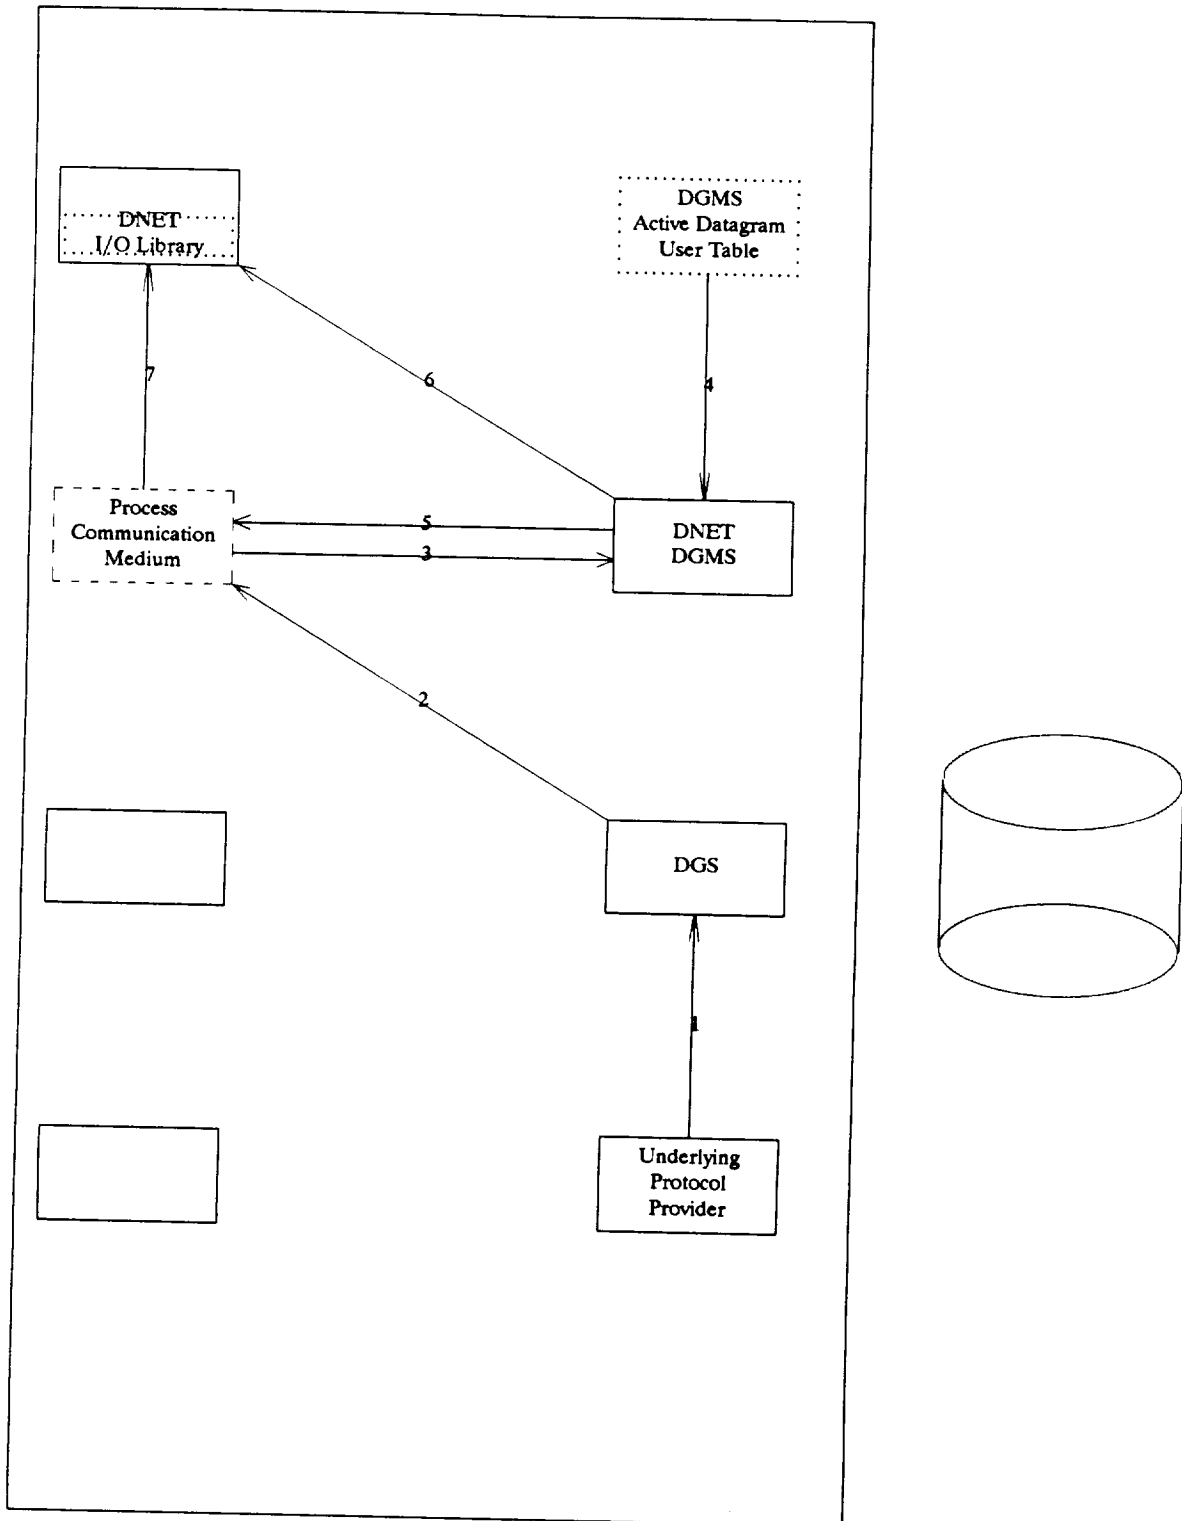 DNET
I/O Library
DGMS
Active Datagram
User Table
7
6
4
Process
Communication
Medium
5
3
DNET
DGMS
2
DGS
1
Underlying
Protocol
Provider